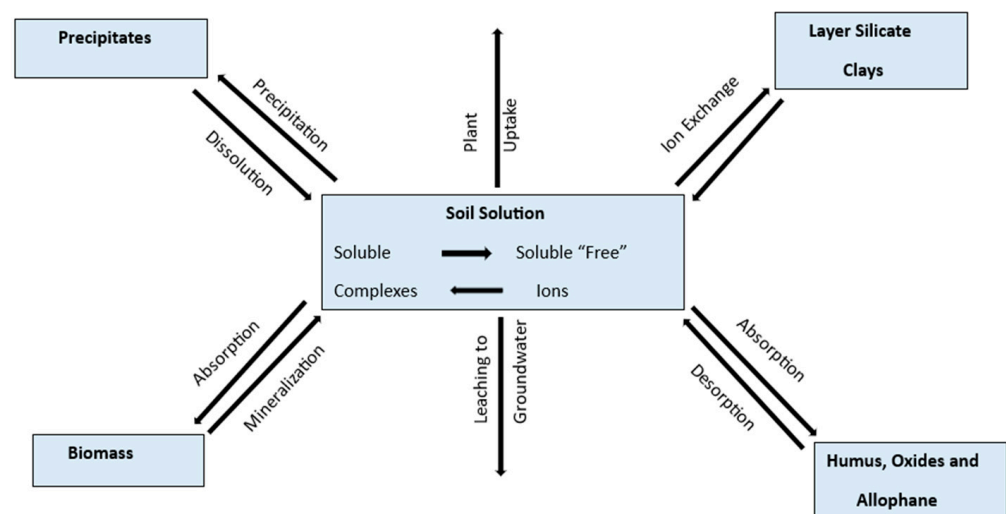 Precipitates
Layer Silicate
Clays
Precipitation
Dissolution
Plant
Uptake
Ion Exchange
Soil Solution
Soluble
Soluble “Free”
Complexes
Ions
Absorption
Mineralization
Leaching to
Groundwater
Absorption
Desorption
Biomass
Humus, Oxides and
Allophane